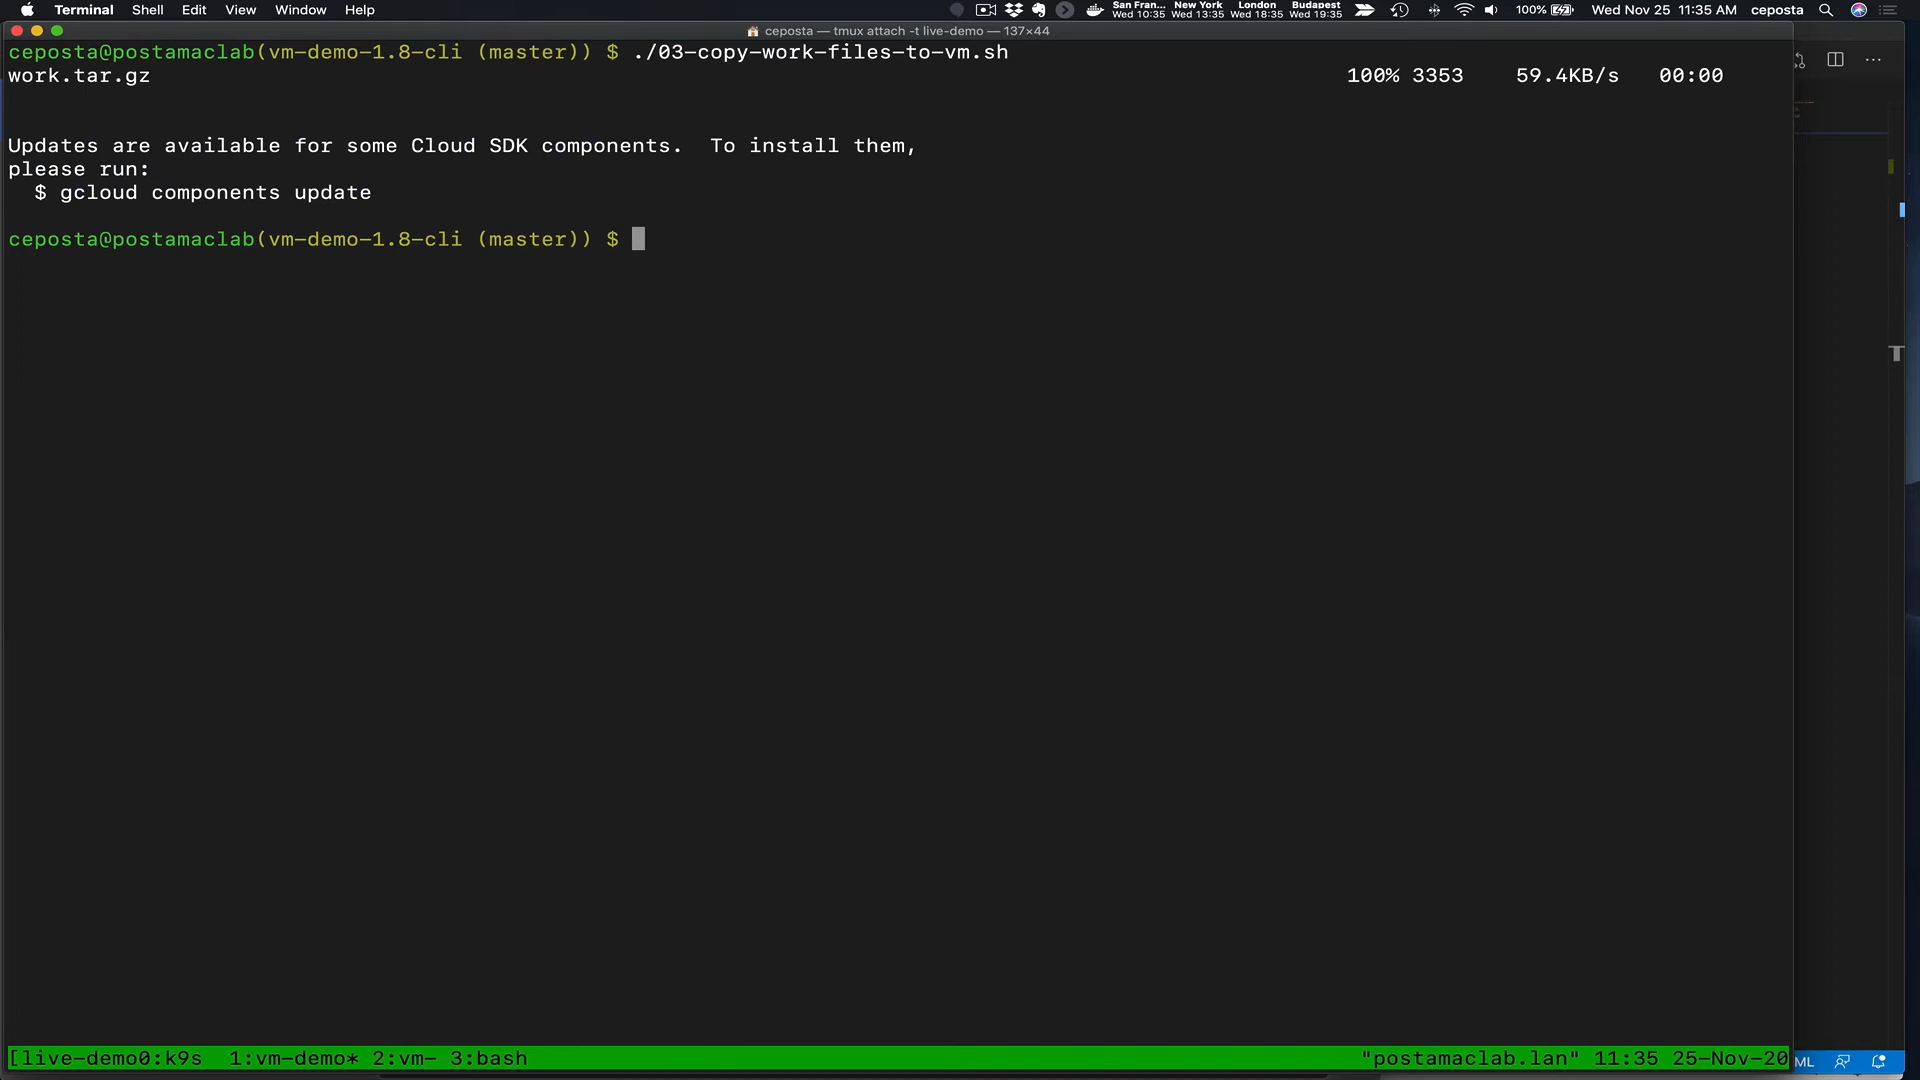 Terminal Shell Edit View Window Help
San Fran... New York London Budapest
Wed 10:35 Wed 13:35 Wed 18:35 Wed 19:35
100% Wed Nov 25 11:35 AM ceposta
ceposta — tmux attach -t live-demo — 137×44
ceposta@postamaclab(vm-demo-1.8-cli (master)) $ ./03-copy-work-files-to-vm.sh
work.tar.gz 100% 3353 59.4KB/s 00:00
Updates are available for some Cloud SDK components.  To install them,
please run:
$ gcloud components update
ceposta@postamaclab(vm-demo-1.8-cli (master)) $
[live-demo0:k9s  1:vm-demo* 2:vm- 3:bash "postamaclab.lan" 11:35 25-Nov-20
ML